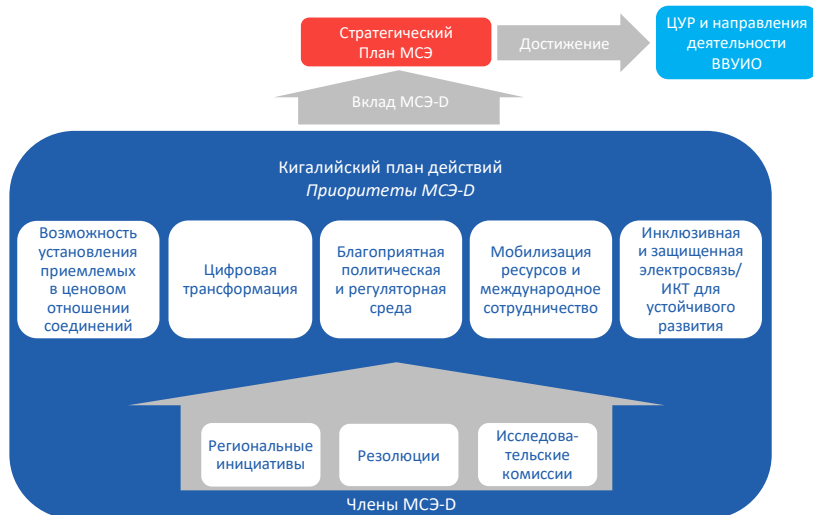 Стратегический
План МСЭ
Достижение
ЦУР и направления
деятельности
ВВУИО
Вклад МСЭ-D
Кигалийский план действий
Приоритеты МСЭ-D
Возможность
установления
приемлемых
в ценовом
отношении
соединений
Цифровая
трансформация
Благоприятная
политическая
и регуляторная
среда
Мобилизация
ресурсов и
международное
сотрудничество
Инклюзивная
и защищенная
электросвязь/
ИКТ для
устойчивого
развития
Региональные
инициативы
Резолюции
Исследова-
тельские
комиссии
Члены МСЭ-D